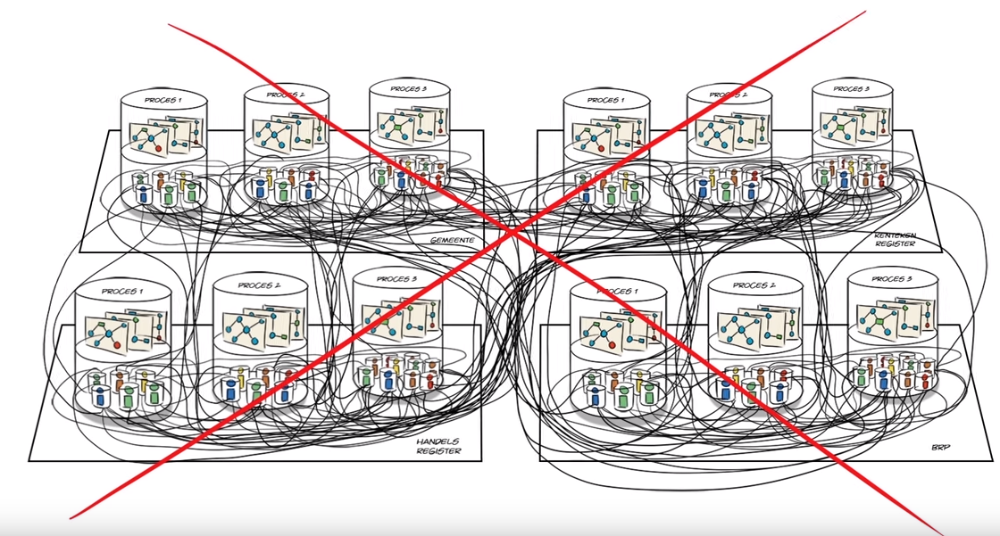 PROCES 1
PROCES 2
PROCES 3
PROCES 1
PROCES 2
PROCES 3
GEMEENTE
KENTEKEN
REGISTER
PROCES 1
PROCES 2
PROCES 3
PROCES 1
PROCES 2
PROCES 3
HANDELS
REGISTER
BRP